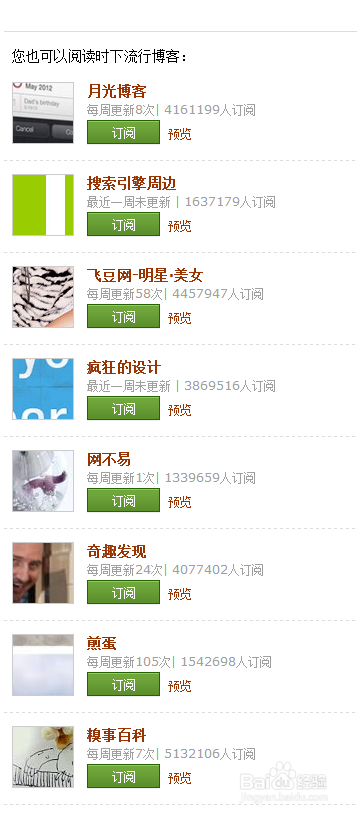 您也可以阅读时下流行博客：
May 2012
Dad's birthday
Cancel
月光博客
每周更新8次| 4161199人订阅
订阅 预览
搜索引擎周边
最近一周未更新 | 1637179人订阅
订阅 预览
飞豆网-明星·美女
每周更新58次| 4457947人订阅
订阅 预览
疯狂的设计
最近一周未更新 | 3869516人订阅
订阅 预览
网不易
每周更新1次| 1339659人订阅
订阅 预览
奇趣发现
每周更新24次| 4077402人订阅
订阅 预览
煎蛋
每周更新105次| 1542698人订阅
订阅 预览
糗事百科
每周更新7次| 5132106人订阅
订阅 预览
Baidu经验
jingyan.baidu.com